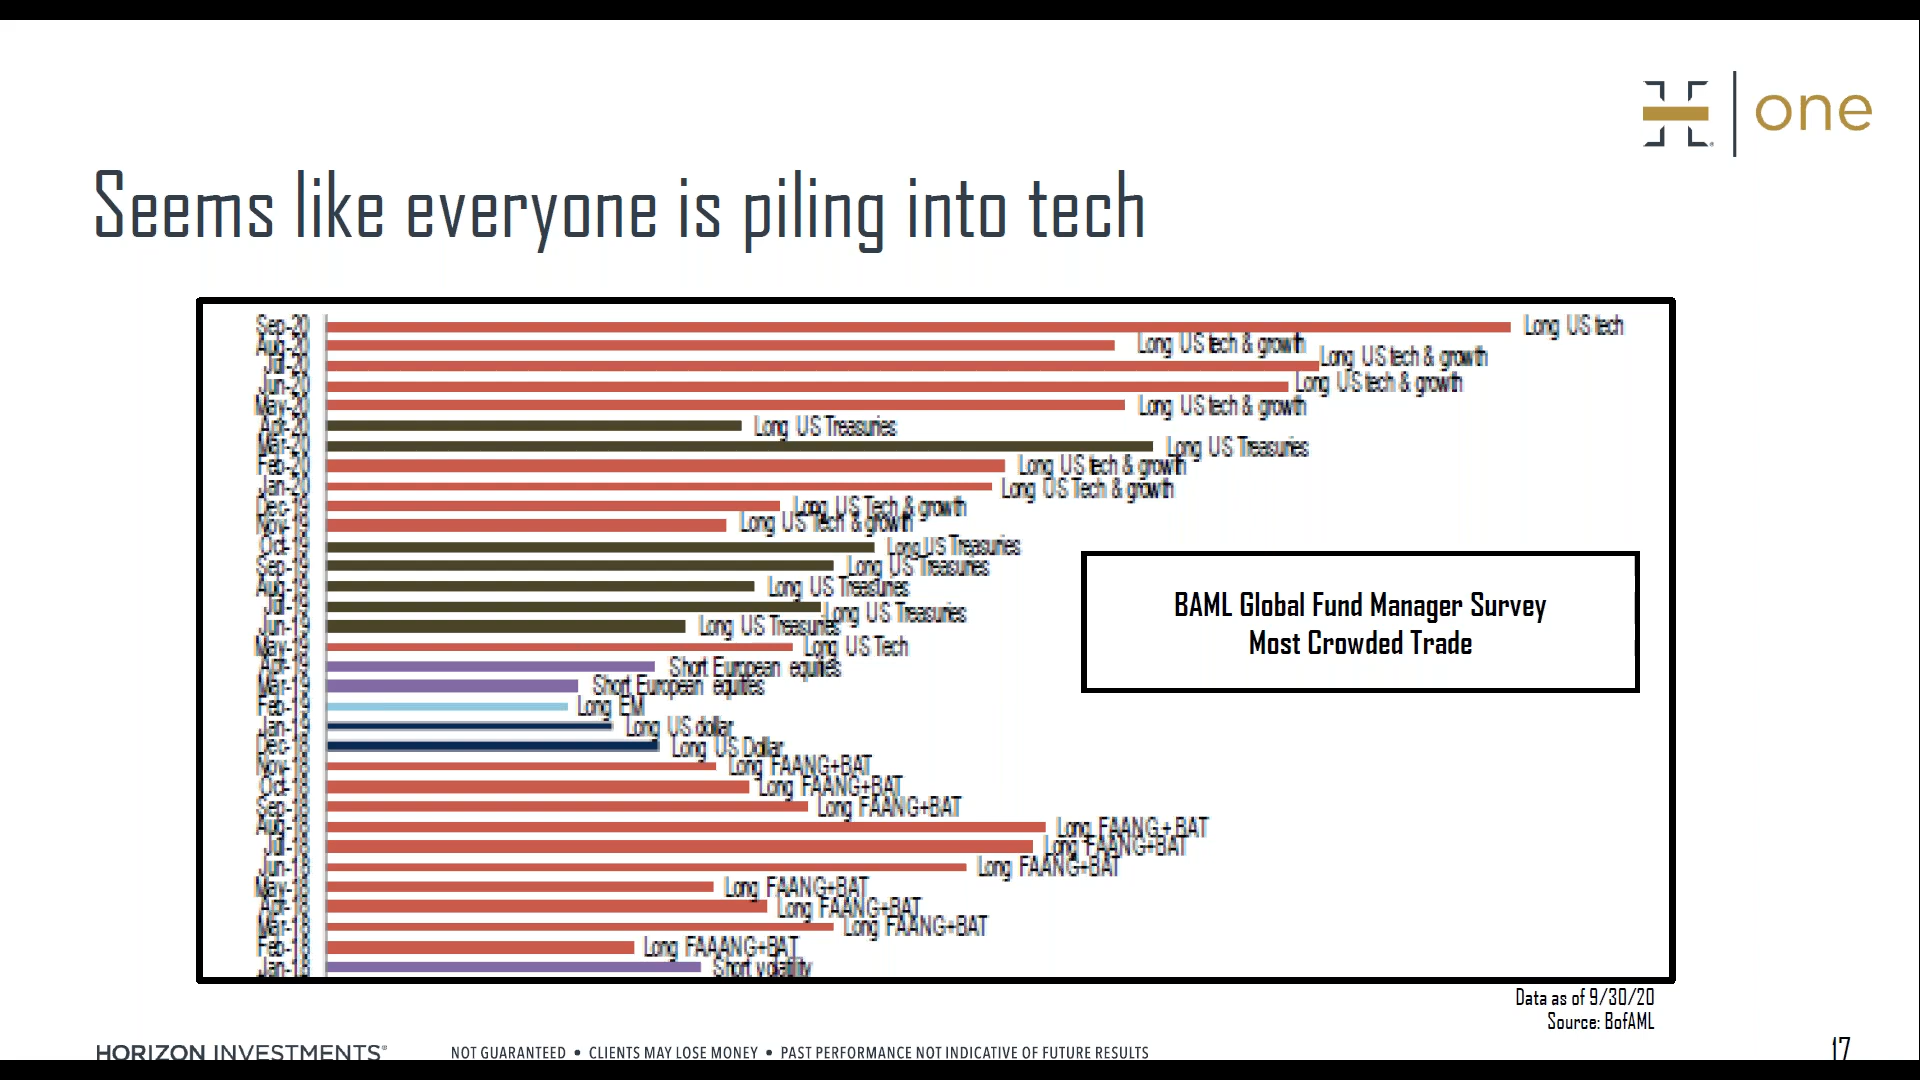 one
Seems like everyone is piling into tech
Sep-20 Long US tech
Aug-20 Long US tech & growth
Jul-20 Long US tech & growth
Jun-20 Long US tech & growth
May-20 Long US tech & growth
Apr-20 Long US Treasuries
Mar-20 Long US Treasuries
Feb-20 Long US tech & growth
Jan-20 Long US Tech & growth
Dec-19 Long US Tech & growth
Nov-19 Long US Tech & growth
Oct-19 Long US Treasuries
Sep-19 Long US Treasuries
Aug-19 Long US Treasuries
Jul-19 Long US Treasuries
Jun-19 Long US Treasuries
May-19 Long US Tech
Apr-19 Short European equities
Mar-19 Short European equities
Feb-19 Long EM
Jan-19 Long US dollar
Dec-18 Long US Dollar
Nov-18 Long FAANG+BAT
Oct-18 Long FAANG+BAT
Sep-18 Long FAANG+BAT
Aug-18 Long FAANG+BAT
Jul-18 Long FAANG+BAT
Jun-18 Long FAANG+BAT
May-18 Long FAANG+BAT
Apr-18 Long FAANG+BAT
Mar-18 Long FAANG+BAT
Feb-18 Long FAAANG+BAT
Jan-18 Short volatility
BAML Global Fund Manager Survey
Most Crowded Trade
Data as of 9/30/20
Source: BofAML
HORIZON INVESTMENTS® NOT GUARANTEED • CLIENTS MAY LOSE MONEY • PAST PERFORMANCE NOT INDICATIVE OF FUTURE RESULTS
17